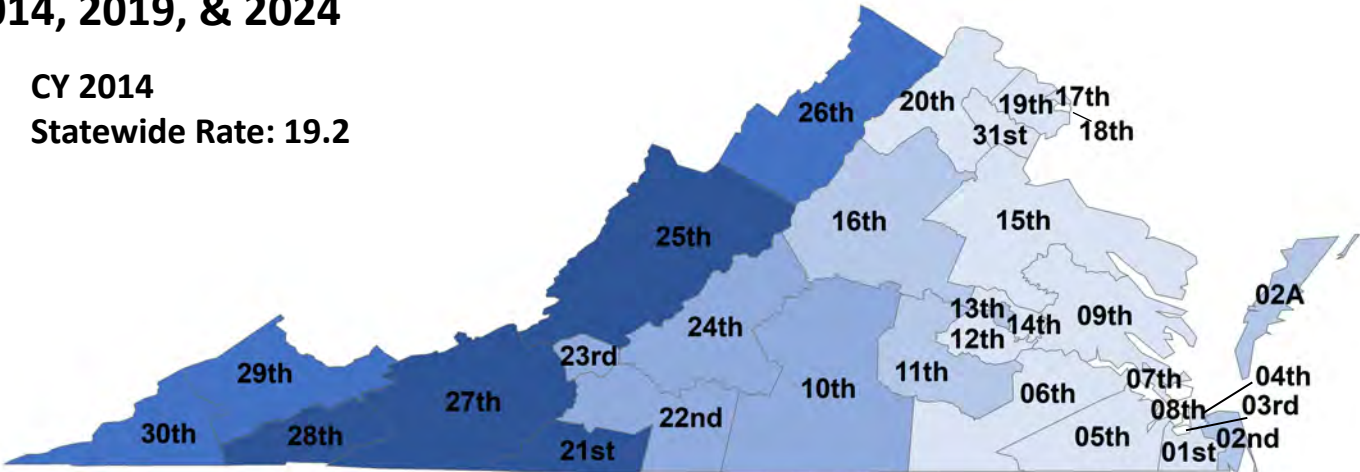 014, 2019, & 2024
CY 2014
Statewide Rate: 19.2
26th
20th
19th
17th
18th
31st
25th
16th
15th
02A
24th
13th
14th
09th
12th
23rd
29th
11th
10th
27th
06th
07th
04th
08th
03rd
30th
28th
22nd
21st
05th
01st
02nd